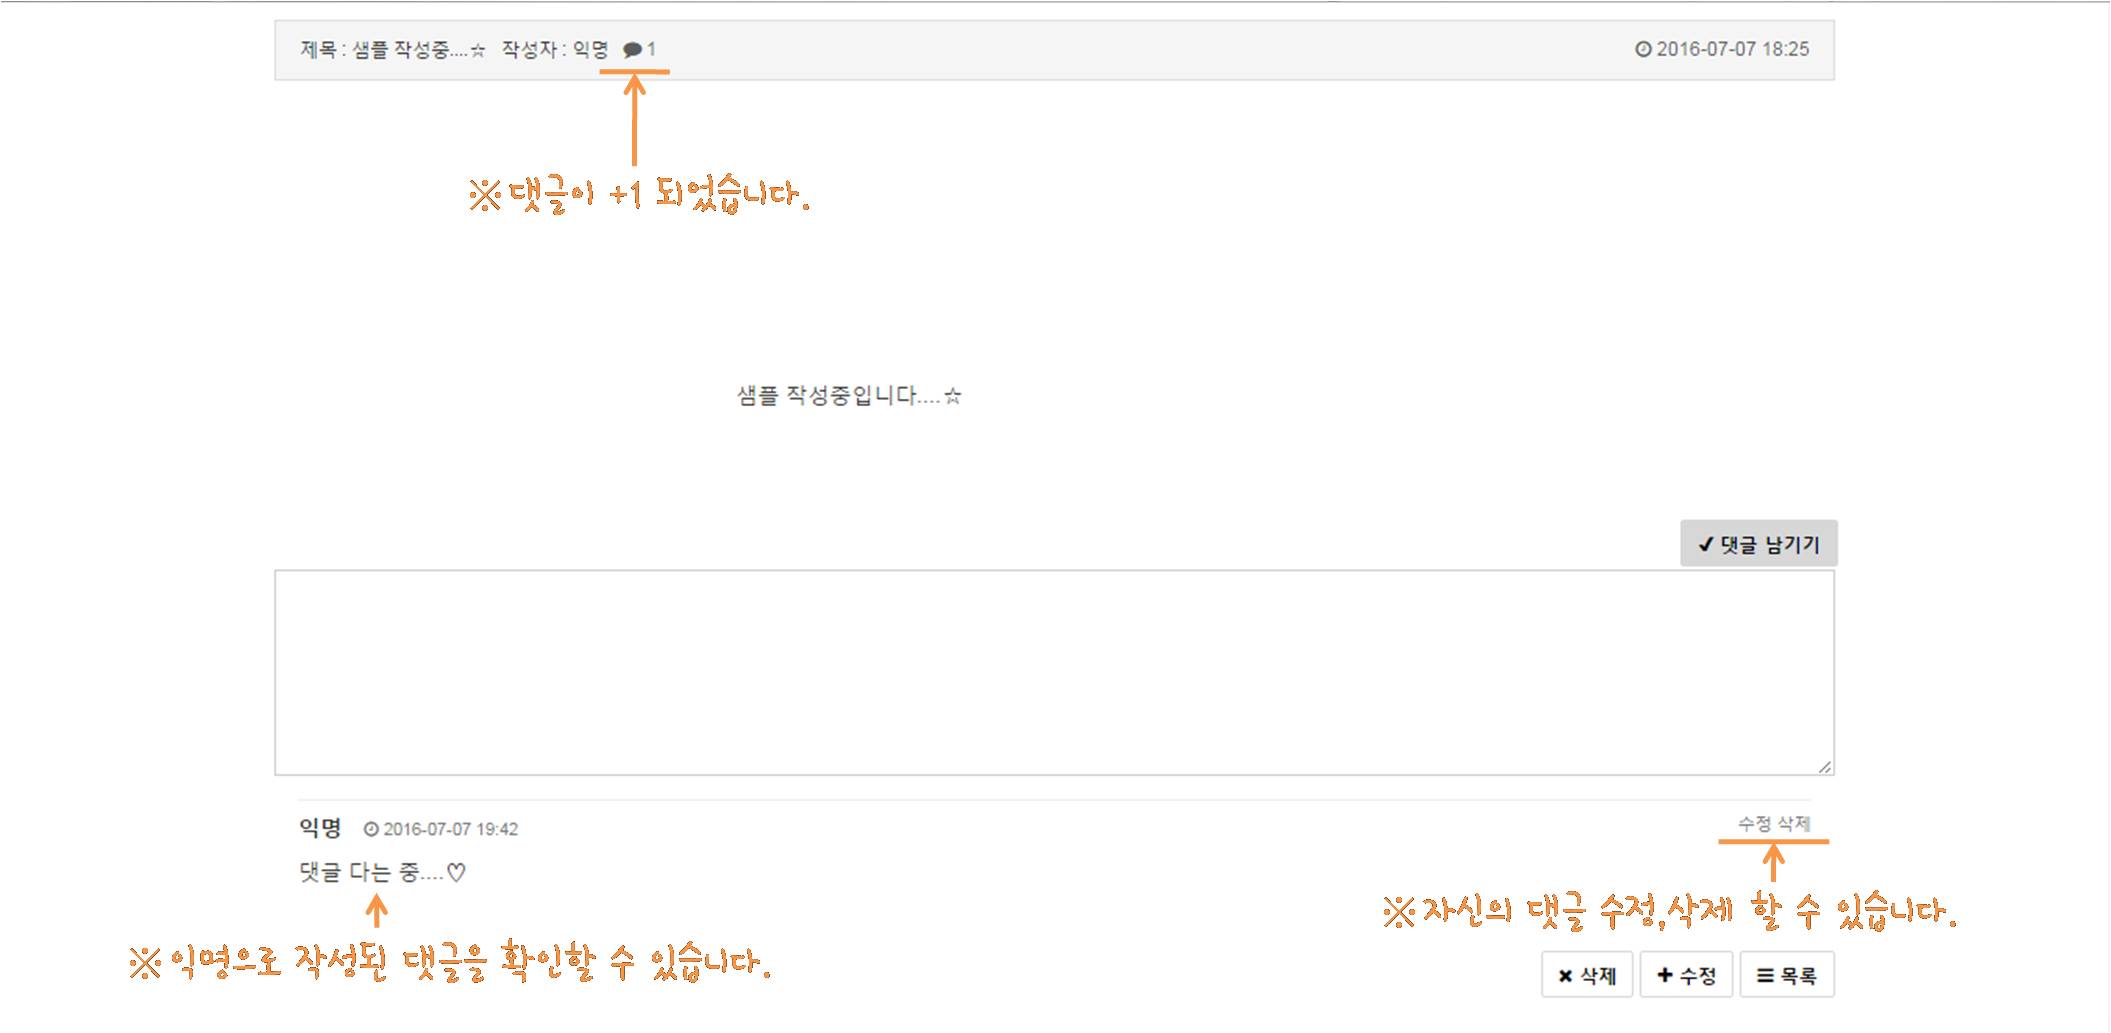 제목 : 샘플 작성중....☆ 작성자 : 익명 1 2016-07-07 18:25
※댓글이 +1 되었습니다.
샘플 작성중입니다....☆
✔ 댓글 남기기
익명 2016-07-07 19:42 수정 삭제
댓글 다는 중....♡
※자신의 댓글 수정,삭제 할 수 있습니다.
※익명으로 작성된 댓글을 확인할 수 있습니다.
✖ 삭제 ✚ 수정 ☰ 목록